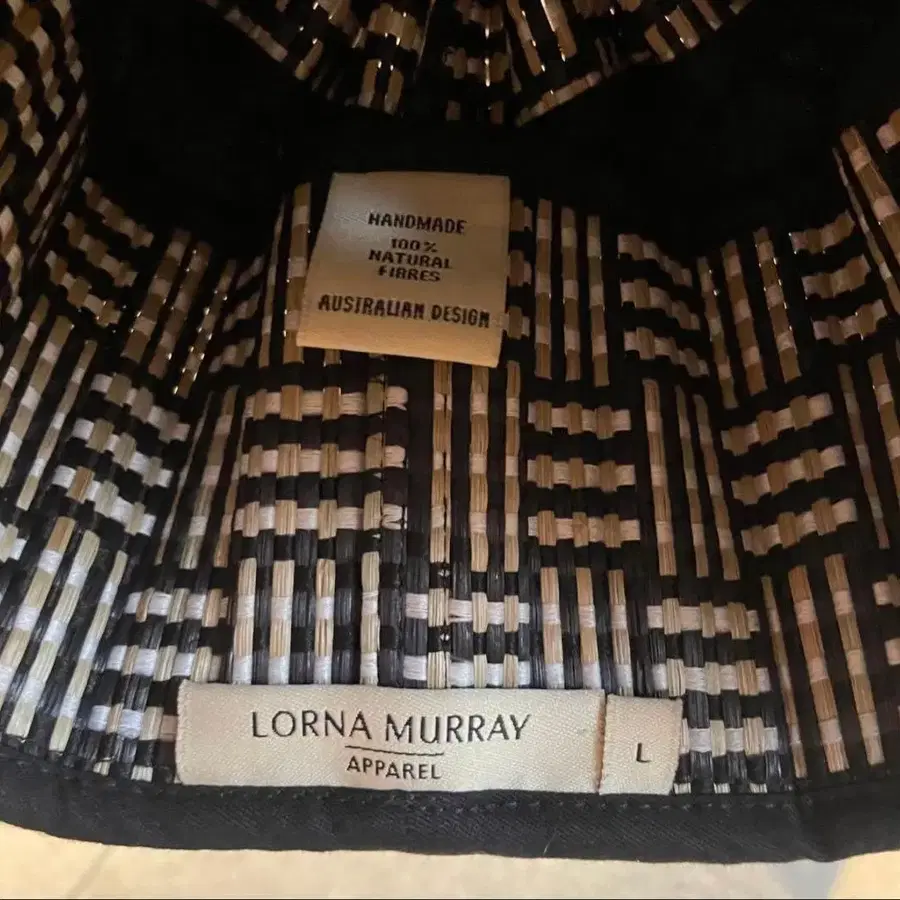 HANDMADE
100%
NATURAL
FIBRES
AUSTRALIAN DESIGN
LORNA MURRAY
APPAREL
L